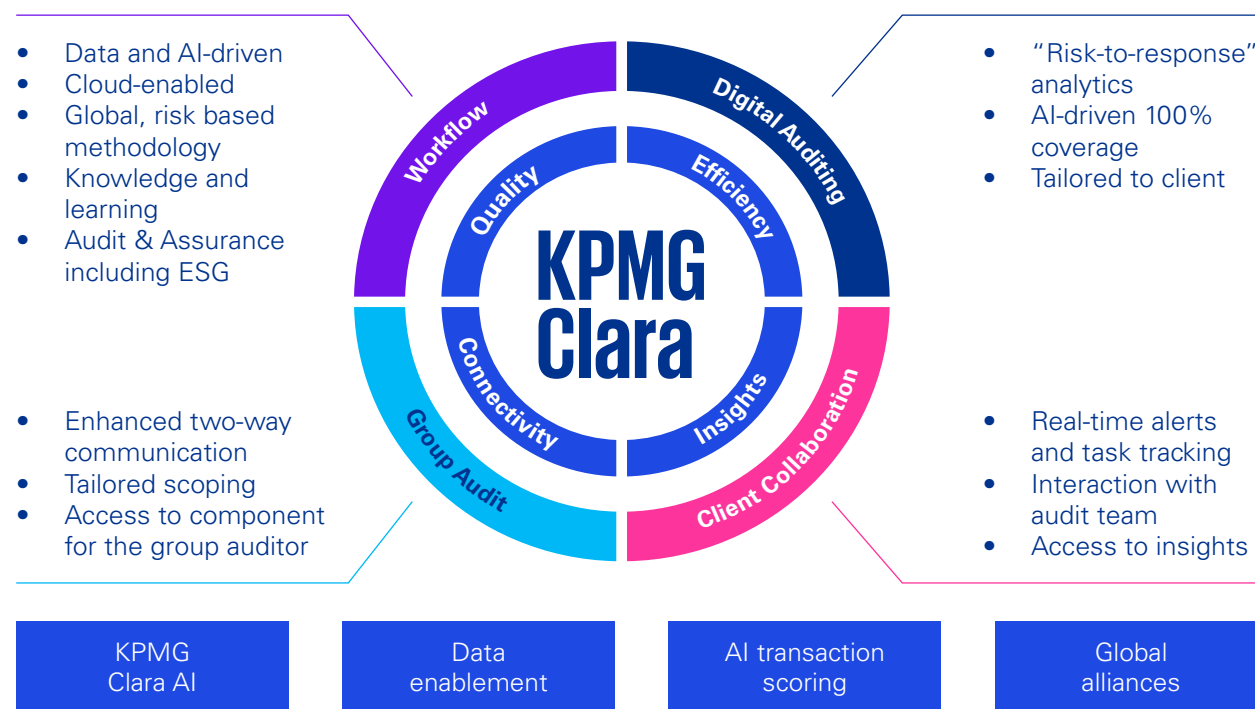 • Data and AI-driven
• Cloud-enabled
• Global, risk based
methodology
• Knowledge and
learning
• Audit & Assurance
including ESG
• “Risk-to-response”
analytics
• AI-driven 100%
coverage
• Tailored to client
Workflow
Digital Auditing
Quality
Efficiency
KPMG
Clara
Connectivity
Insights
Group Audit
Client Collaboration
• Enhanced two-way
communication
• Tailored scoping
• Access to component
for the group auditor
• Real-time alerts
and task tracking
• Interaction with
audit team
• Access to insights
KPMG
Clara AI
Data
enablement
AI transaction
scoring
Global
alliances